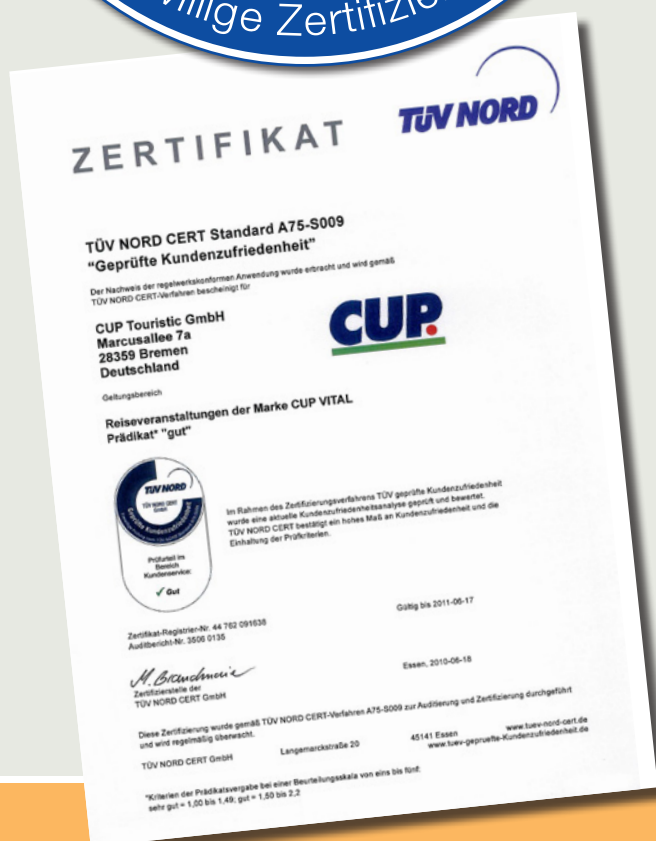 Zertifizie
ZERTIFIKAT
TÜV NORD
TÜV NORD CERT Standard A75-S009
“Geprüfte Kundenzufriedenheit”
Der Nachweis der regelwerkskonformen Anwendung wurde erbracht und wird gemäß
TÜV NORD CERT-Verfahren bescheinigt für
CUP Touristic GmbH
Marcusallee 7a
28359 Bremen
Deutschland
CUP.
Geltungsbereich
Reiseveranstaltungen der Marke CUP VITAL
Prädikat* "gut"
TÜV NORD
TÜV NORD CERT
GmbH
Geprüfte Kundenzufriedenheit
Prüfurteil im
Bereich
Kundenservice:
✓ Gut
Im Rahmen des Zertifizierungsverfahrens TÜV geprüfte Kundenzufriedenheit
wurde eine aktuelle Kundenzufriedenheitsanalyse geprüft und bewertet.
TÜV NORD CERT bestätigt ein hohes Maß an Kundenzufriedenheit und die
Einhaltung der Prüfkriterien.
Zertifikat-Registrier-Nr. 44 762 091638
Auditbericht-Nr. 3506 0135
Gültig bis 2011-06-17
Zertifizierstelle der
TÜV NORD CERT GmbH
Essen, 2010-06-18
Diese Zertifizierung wurde gemäß TÜV NORD CERT-Verfahren A75-S009 zur Auditierung und Zertifizierung durchgeführt
und wird regelmäßig überwacht.
TÜV NORD CERT GmbH Langemarckstraße 20 45141 Essen www.tuev-nord-cert.de
www.tuev-gepruefte-Kundenzufriedenheit.de
*Kriterien der Prädikatsvergabe bei einer Beurteilungsskala von eins bis fünf:
sehr gut = 1,00 bis 1,49; gut = 1,50 bis 2,2